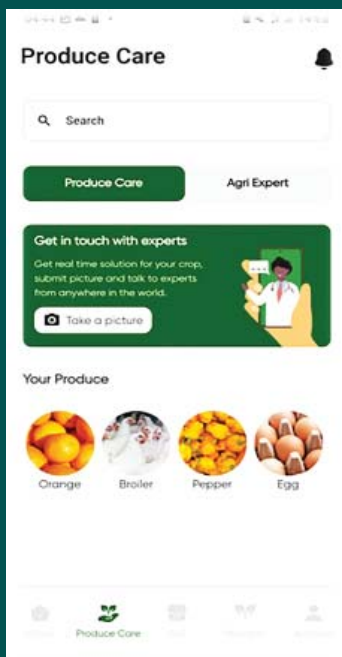 Produce Care
Search
Produce Care
Agri Expert
Get in touch with experts
Get real time solution for your crop,
submit picture and talk to experts
from anywhere in the world.
Take a picture
Your Produce
Orange
Broiler
Pepper
Egg
Produce Care